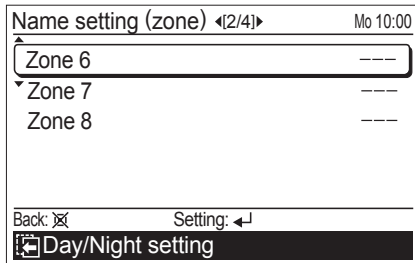 Name setting (zone) ◂[2/4]▸ Mo 10:00
Zone 6 ---
Zone 7 ---
Zone 8 ---
Back: Setting: ↵
Day/Night setting